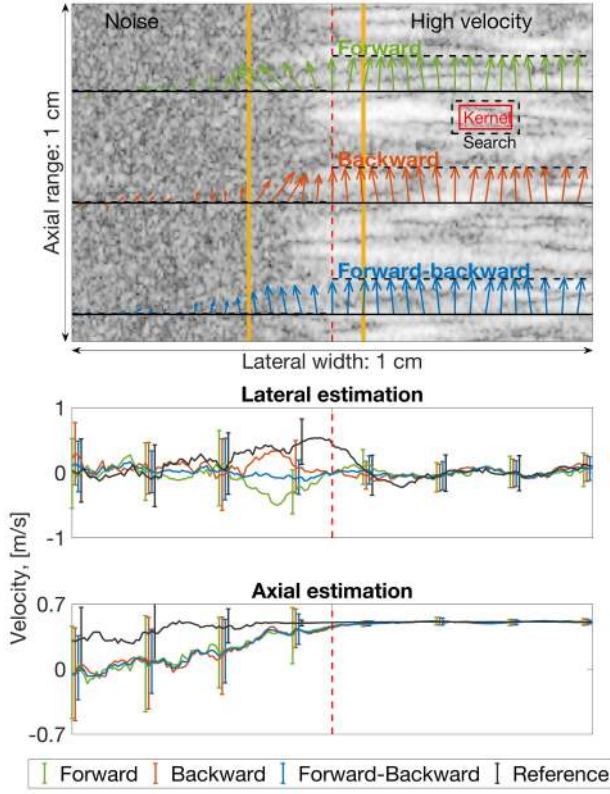 Noise
High velocity
Forward
Kernel
Search
Backward
Forward-backward
Axial range: 1 cm
Lateral width: 1 cm
Lateral estimation
1
0
-1
Velocity, [m/s]
Axial estimation
0.7
0
-0.7
Forward Backward Forward-Backward Reference